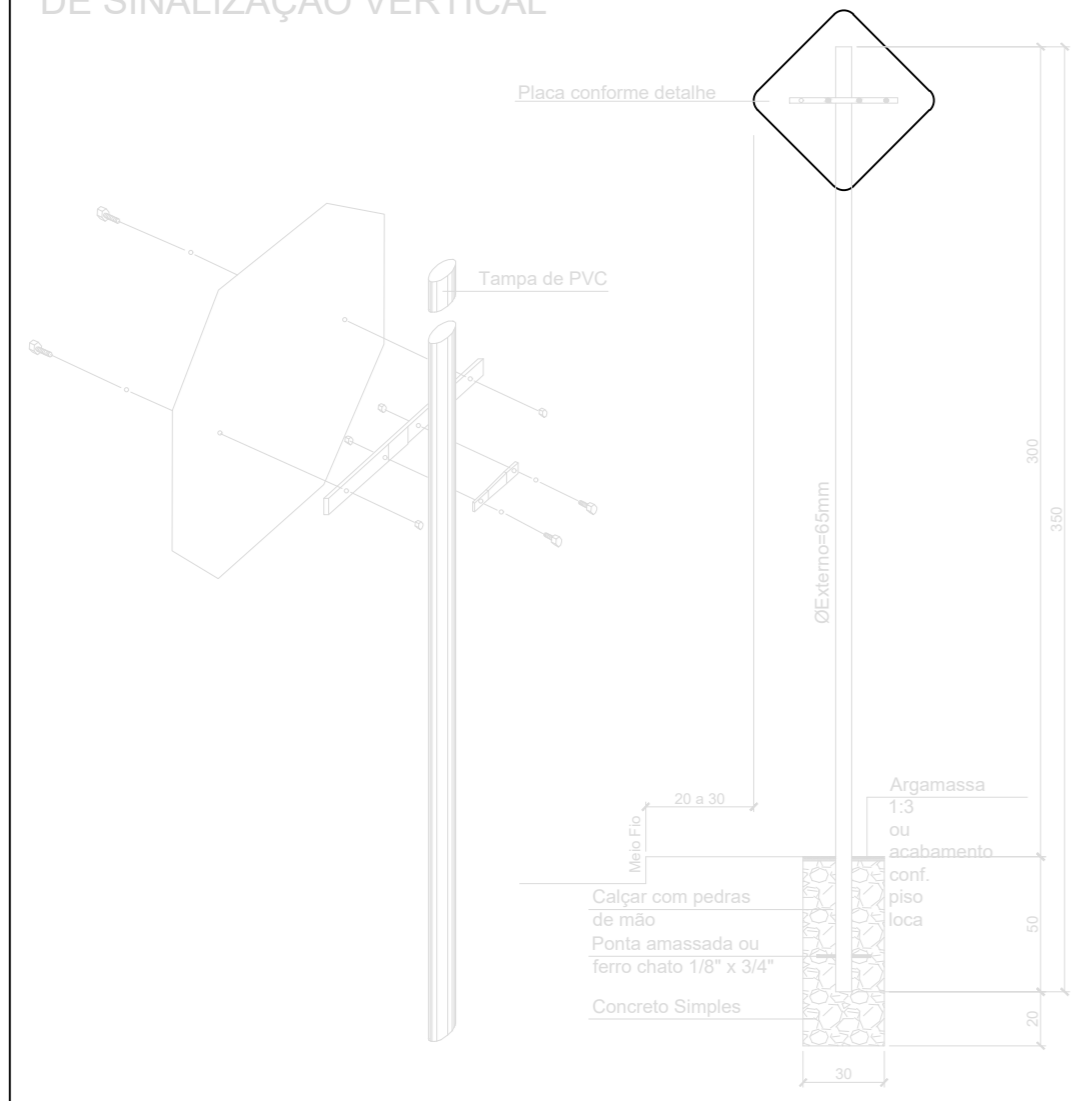 DE SINALIZAÇÃO VERTICAL
Placa conforme detalhe
Tampa de PVC
300
350
ØExterno=65mm
20 a 30
Meio Fio
Argamassa
1:3
ou
acabamento
conf.
piso
loca
Calçar com pedras
de mão
Ponta amassada ou
ferro chato 1/8" x 3/4"
Concreto Simples
50
20
30